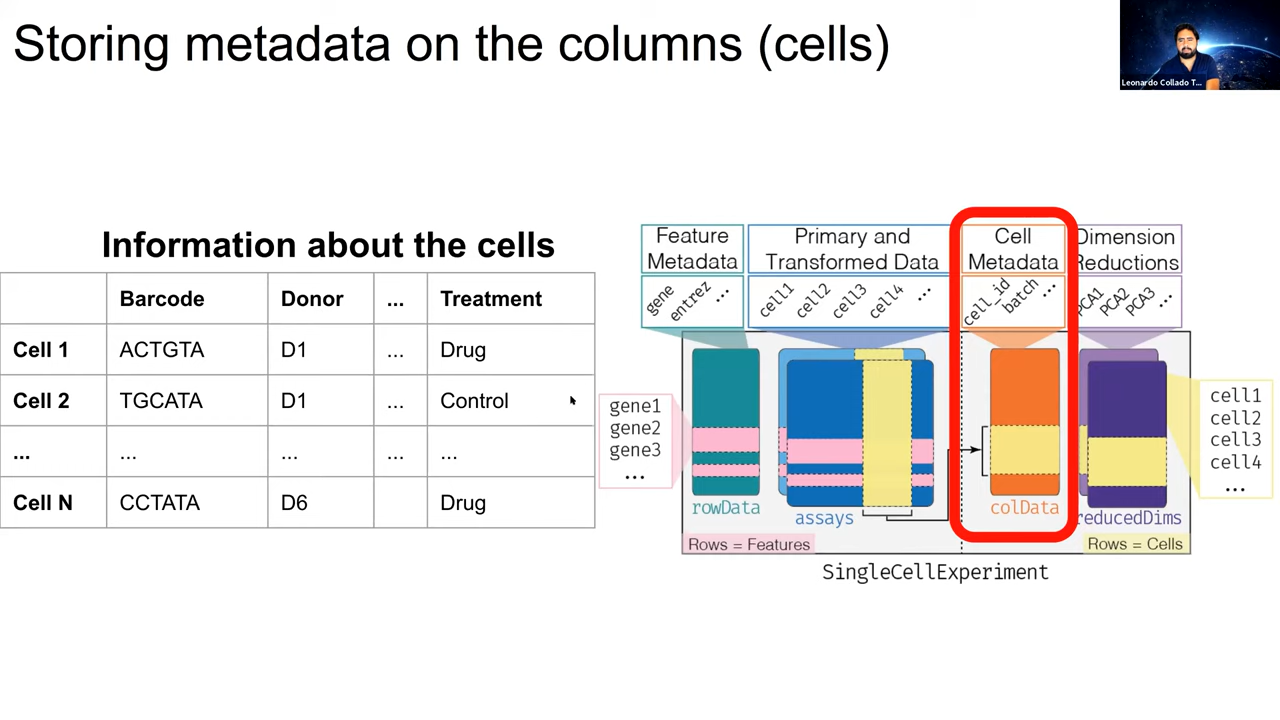 Storing metadata on the columns (cells)
Leonardo Collado T...
Information about the cells
Barcode Donor ... Treatment
Cell 1 ACTGTA D1 ... Drug
Cell 2 TGCATA D1 ... Control
... ... ... ... ...
Cell N CCTATA D6 Drug
Feature
Metadata
Primary and
Transformed Data
Cell
Metadata
Dimension
Reductions
gene
entrez
...
cell1
cell2
cell3
cell4
...
cell_id
batch
...
PCA1
PCA2
PCA3
...
gene1
gene2
gene3
...
cell1
cell2
cell3
cell4
...
rowData
assays
colData
reducedDims
Rows = Features
Rows = Cells
SingleCellExperiment